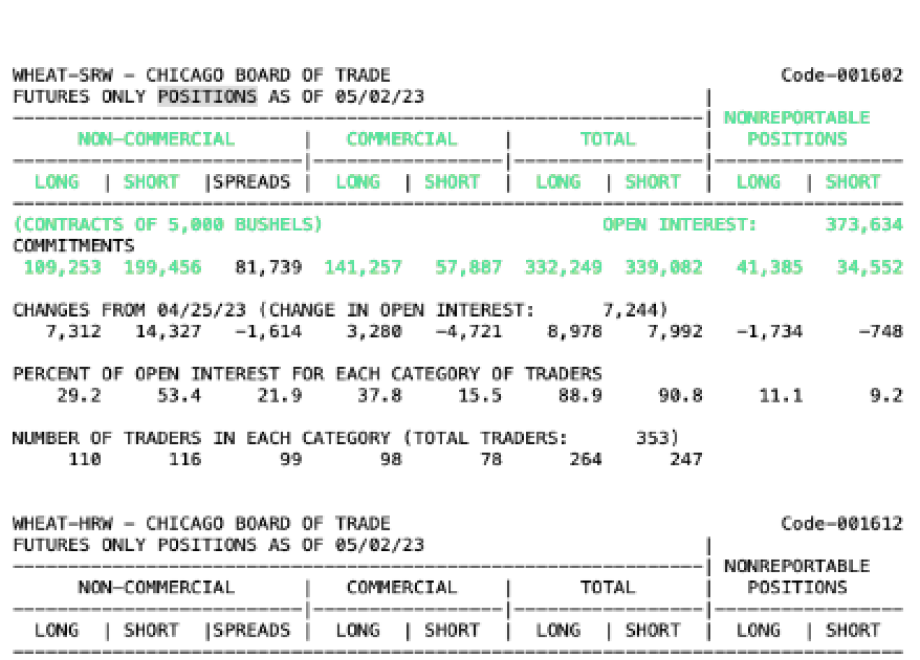 WHEAT-SRW - CHICAGO BOARD OF TRADE Code-001602
FUTURES ONLY POSITIONS AS OF 05/02/23 |
--------------------------------------------------------------| NONREPORTABLE
NON-COMMERCIAL | COMMERCIAL | TOTAL | POSITIONS
--------------------------|-----------------|-----------------|-----------------
LONG | SHORT |SPREADS | LONG | SHORT | LONG | SHORT | LONG | SHORT
--------------------------------------------------------------------------------
(CONTRACTS OF 5,000 BUSHELS) OPEN INTEREST: 373,634
COMMITMENTS
109,253 199,456 81,739 141,257 57,887 332,249 339,082 41,385 34,552
CHANGES FROM 04/25/23 (CHANGE IN OPEN INTEREST: 7,244)
7,312 14,327 -1,614 3,280 -4,721 8,978 7,992 -1,734 -748
PERCENT OF OPEN INTEREST FOR EACH CATEGORY OF TRADERS
29.2 53.4 21.9 37.8 15.5 88.9 90.8 11.1 9.2
NUMBER OF TRADERS IN EACH CATEGORY (TOTAL TRADERS: 353)
110 116 99 98 78 264 247
WHEAT-HRW - CHICAGO BOARD OF TRADE Code-001612
FUTURES ONLY POSITIONS AS OF 05/02/23 |
--------------------------------------------------------------| NONREPORTABLE
NON-COMMERCIAL | COMMERCIAL | TOTAL | POSITIONS
--------------------------|-----------------|-----------------|-----------------
LONG | SHORT |SPREADS | LONG | SHORT | LONG | SHORT | LONG | SHORT
--------------------------------------------------------------------------------